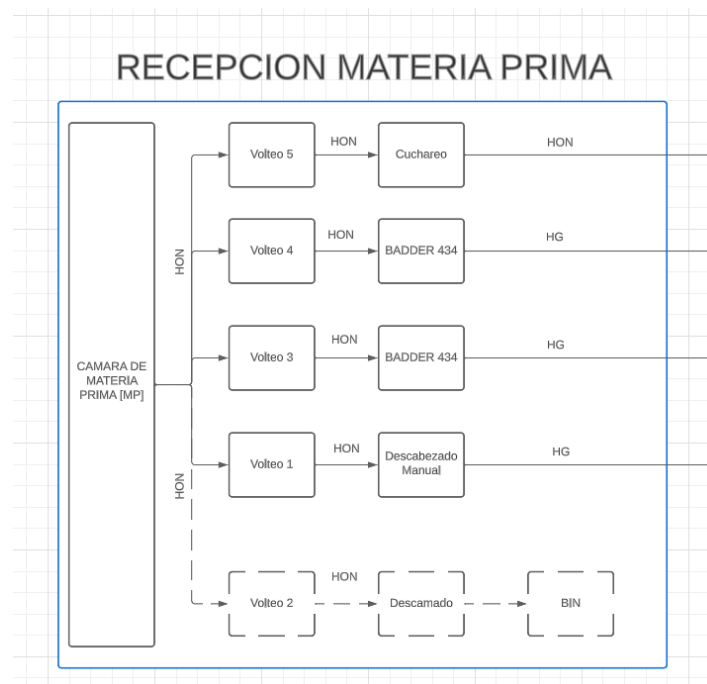 RECEPCION MATERIA PRIMA
CAMARA DE
MATERIA
PRIMA [MP]
HON
HON
Volteo 5
HON
Cuchareo
HON
Volteo 4
HON
BADDER 434
HG
Volteo 3
HON
BADDER 434
HG
Volteo 1
HON
Descabezado
Manual
HG
Volteo 2
HON
Descamado
BIN